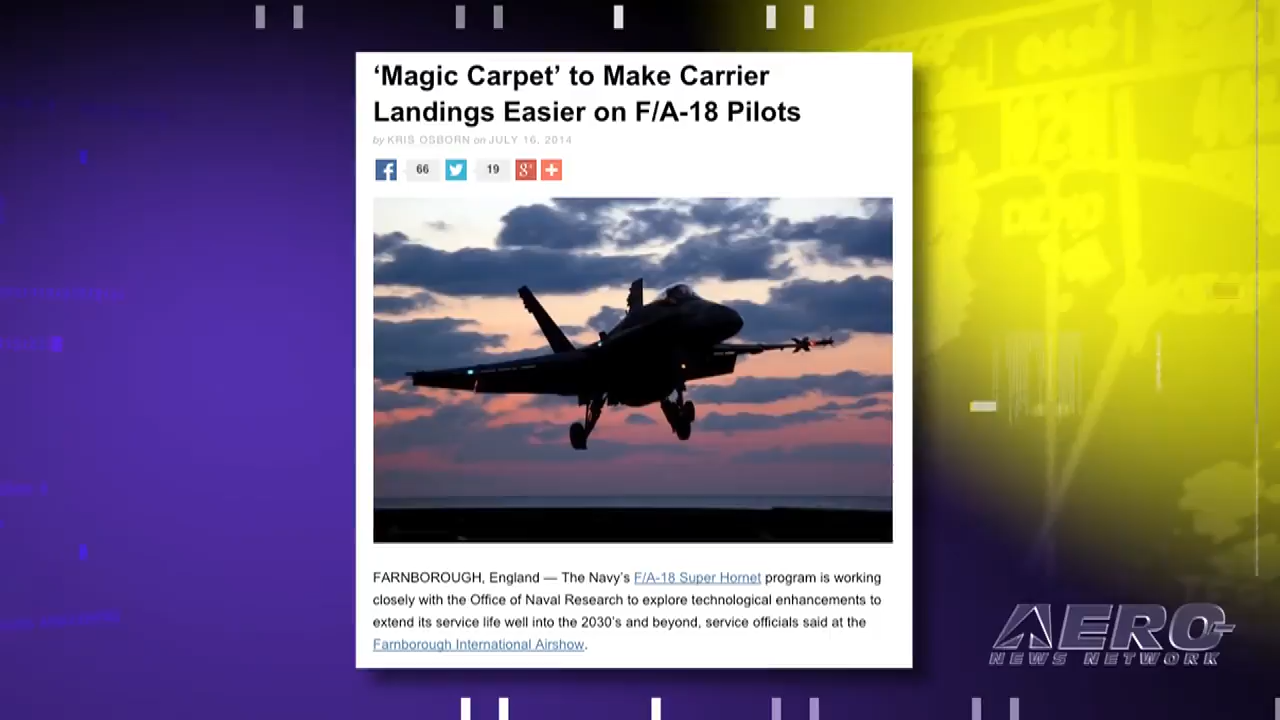 ‘Magic Carpet’ to Make Carrier
Landings Easier on F/A-18 Pilots
by KRIS OSBORN on JULY 16, 2014
66
19
g+
FARNBOROUGH, England — The Navy’s F/A-18 Super Hornet program is working
closely with the Office of Naval Research to explore technological enhancements to
extend its service life well into the 2030’s and beyond, service officials said at the
Farnborough International Airshow.
AERO-
NEWS NETWORK